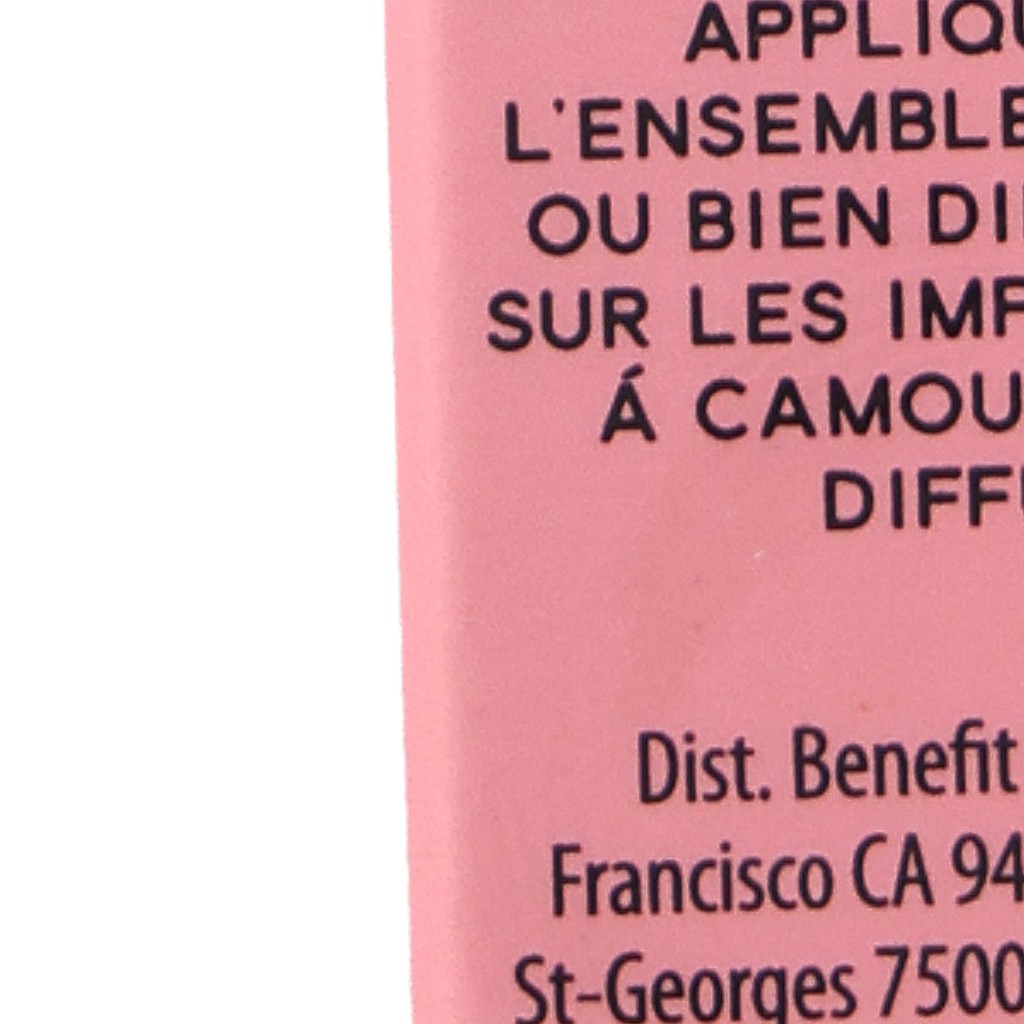 APPLIQU
L'ENSEMBLE
OU BIEN DI
SUR LES IMP
Á CAMOU
DIFFU
Dist. Benefit
Francisco CA 94
St-Georges 7500